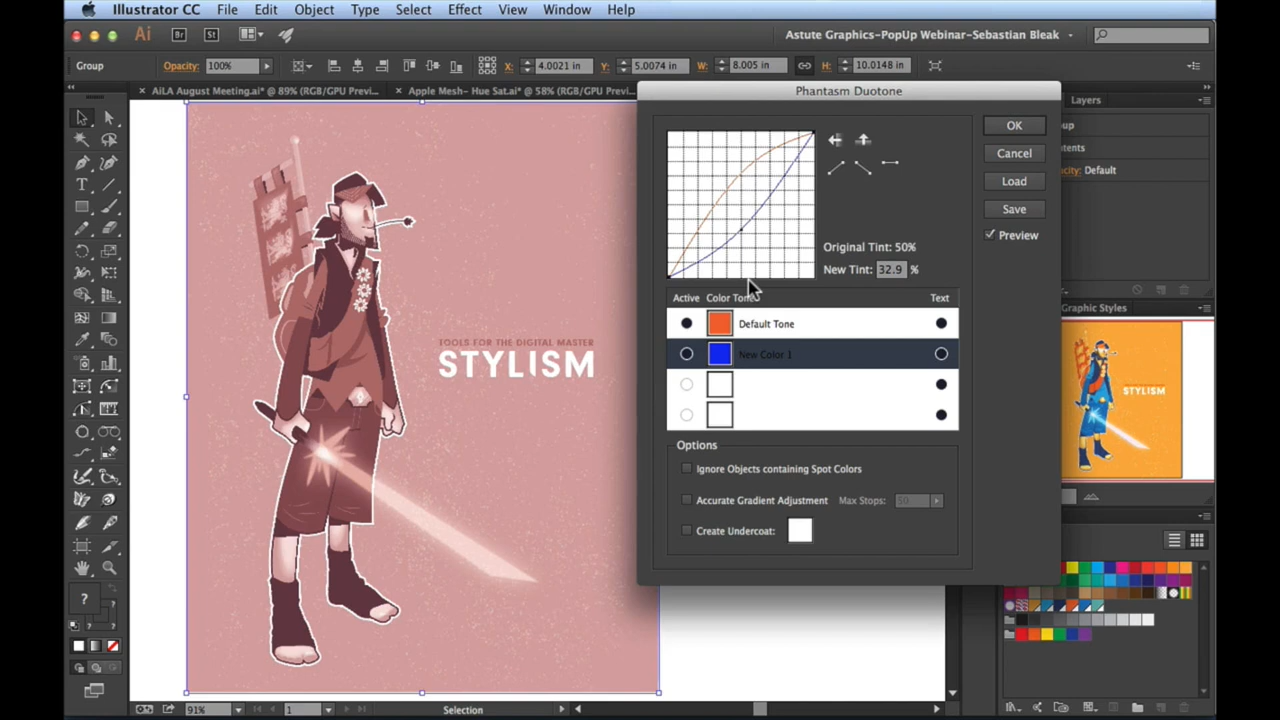 Illustrator CC File Edit Object Type Select Effect View Window Help
Ai Br St Astute Graphics-PopUp Webinar-Sebastian Bleak
Group Opacity: 100% X: 4.0021 in Y: 5.0074 in W: 8.005 in H: 10.0148 in
× AiLA August Meeting.ai* @ 89% (RGB/GPU Previ... × Apple Mesh- Hue Sat.ai* @ 58% (RGB/GPU Previ...
Phantasm Duotone
Layers
OK
Cancel
Load
Save
Preview
Default
Original Tint: 50%
New Tint: 32.9 %
Active Color Tone Text
Default Tone
New Color 1
Graphic Styles
TOOLS FOR THE DIGITAL MASTER
STYLISM
STYLISM
Options
Ignore Objects containing Spot Colors
Accurate Gradient Adjustment Max Stops: 50
Create Undercoat:
?
91% 1 Selection